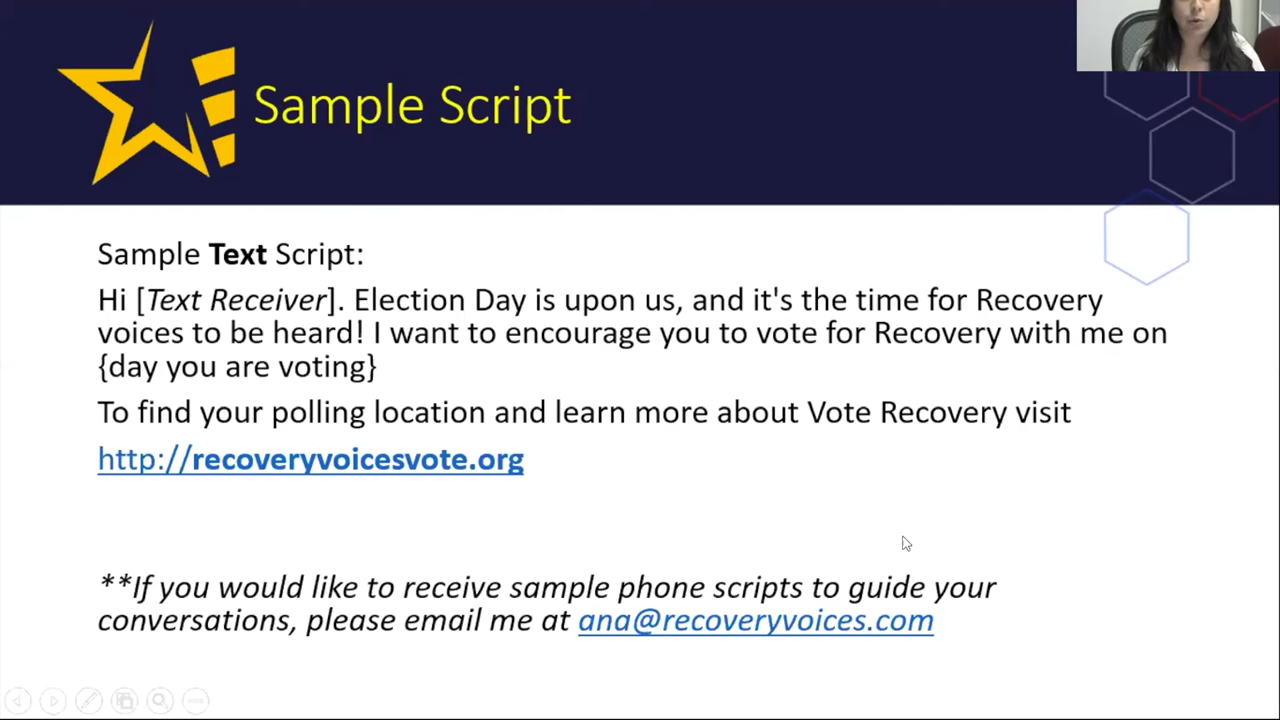 Sample Script
Sample Text Script:
Hi [Text Receiver]. Election Day is upon us, and it's the time for Recovery
voices to be heard! I want to encourage you to vote for Recovery with me on
{day you are voting}
To find your polling location and learn more about Vote Recovery visit
http://recoveryvoicesvote.org
**If you would like to receive sample phone scripts to guide your
conversations, please email me at ana@recoveryvoices.com